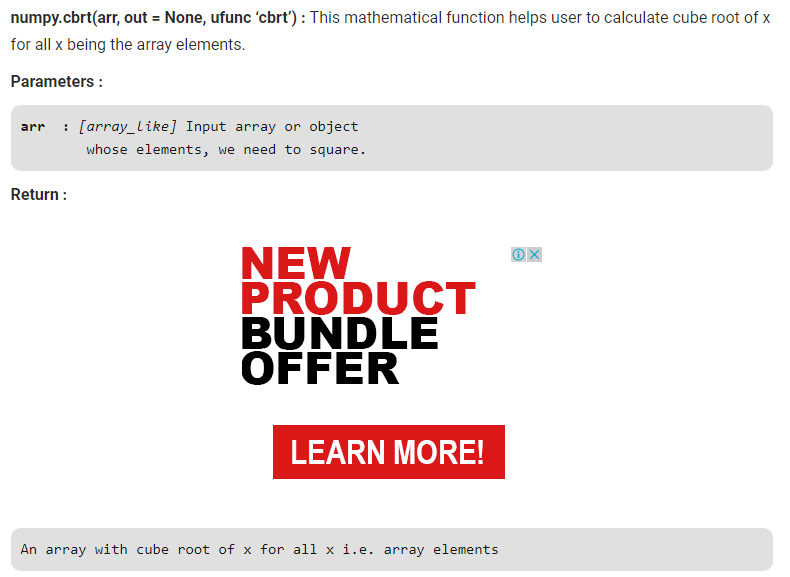 numpy.cbrt(arr, out = None, ufunc ‘cbrt’) : This mathematical function helps user to calculate cube root of x
for all x being the array elements.
Parameters :
arr : [array_like] Input array or object
whose elements, we need to square.
Return :
NEW
PRODUCT
BUNDLE
OFFER
LEARN MORE!
An array with cube root of x for all x i.e. array elements